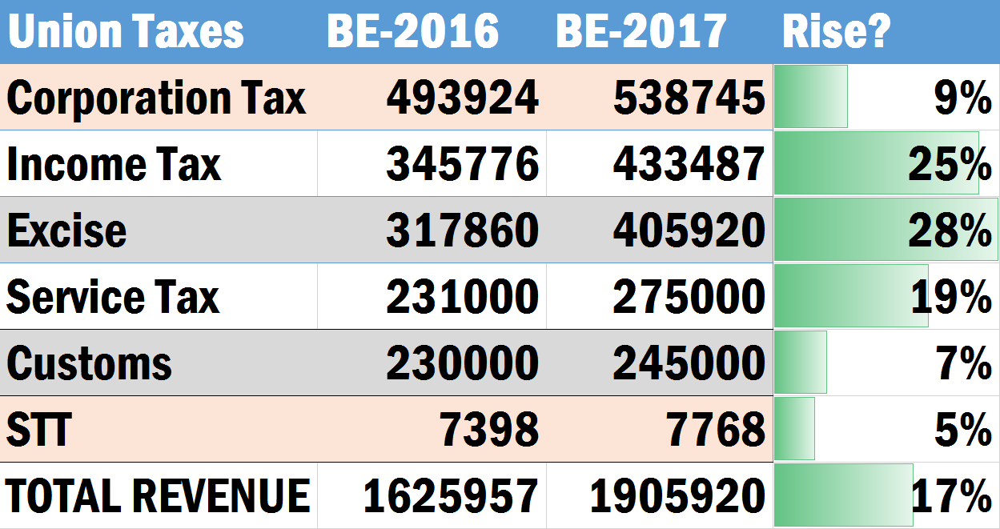 Union Taxes BE-2016 BE-2017 Rise?
Corporation Tax 493924 538745 9%
Income Tax 345776 433487 25%
Excise 317860 405920 28%
Service Tax 231000 275000 19%
Customs 230000 245000 7%
STT 7398 7768 5%
TOTAL REVENUE 1625957 1905920 17%